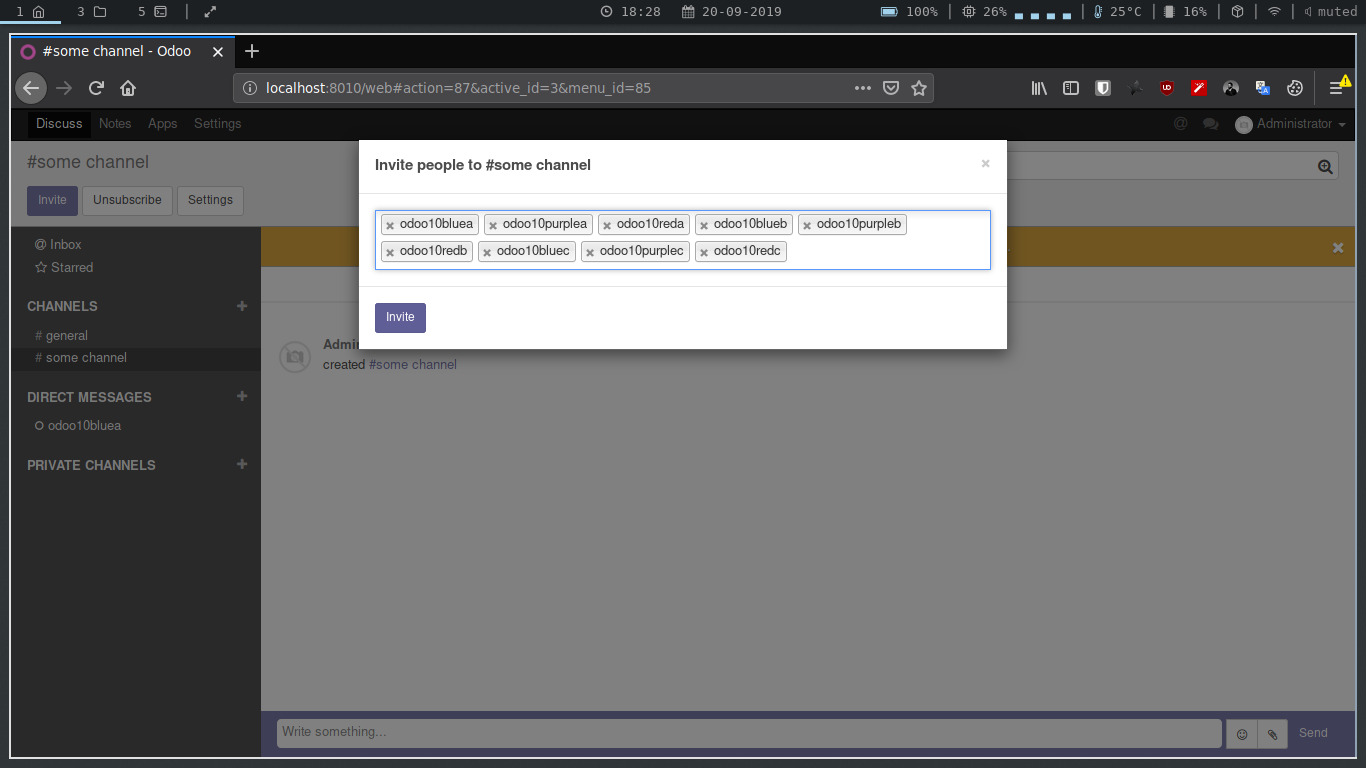 1 3 5 18:28 20-09-2019 100% 26% 25°C 16% muted
#some channel - Odoo
localhost:8010/web#action=87&active_id=3&menu_id=85
Discuss Notes Apps Settings @ Administrator
#some channel
Invite Unsubscribe Settings
Invite people to #some channel ×
odoo10bluea odoo10purplea odoo10reda odoo10blueb odoo10purpleb
odoo10redb odoo10bluec odoo10purplec odoo10redc
Invite
@ Inbox
Starred
CHANNELS +
# general
# some channel
DIRECT MESSAGES +
odoo10bluea
PRIVATE CHANNELS +
Admi
created #some channel
Write something... Send